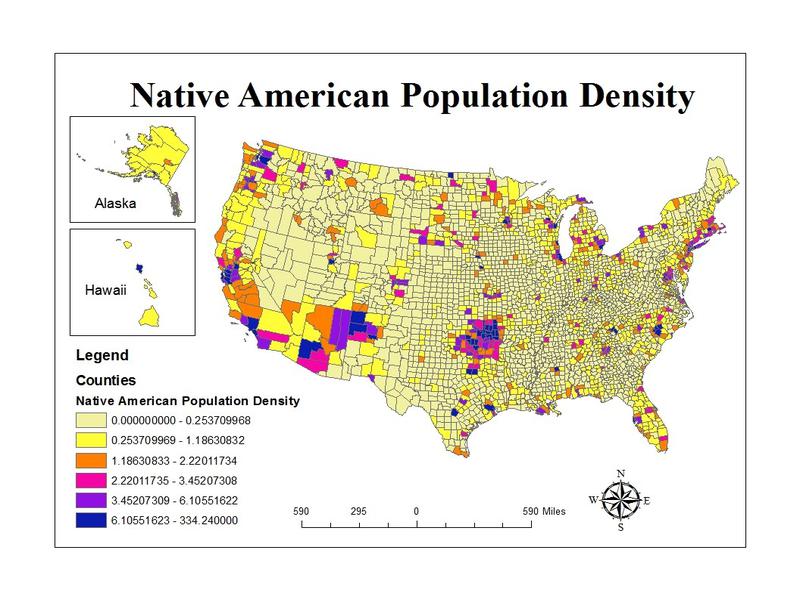 Native American Population Density
Alaska
Hawaii
Legend
Counties
Native American Population Density
0.000000000 - 0.253709968
0.253709969 - 1.18630832
1.18630833 - 2.22011734
2.22011735 - 3.45207308
3.45207309 - 6.10551622
6.10551623 - 334.240000
590 295 0 590 Miles
N
W E
S